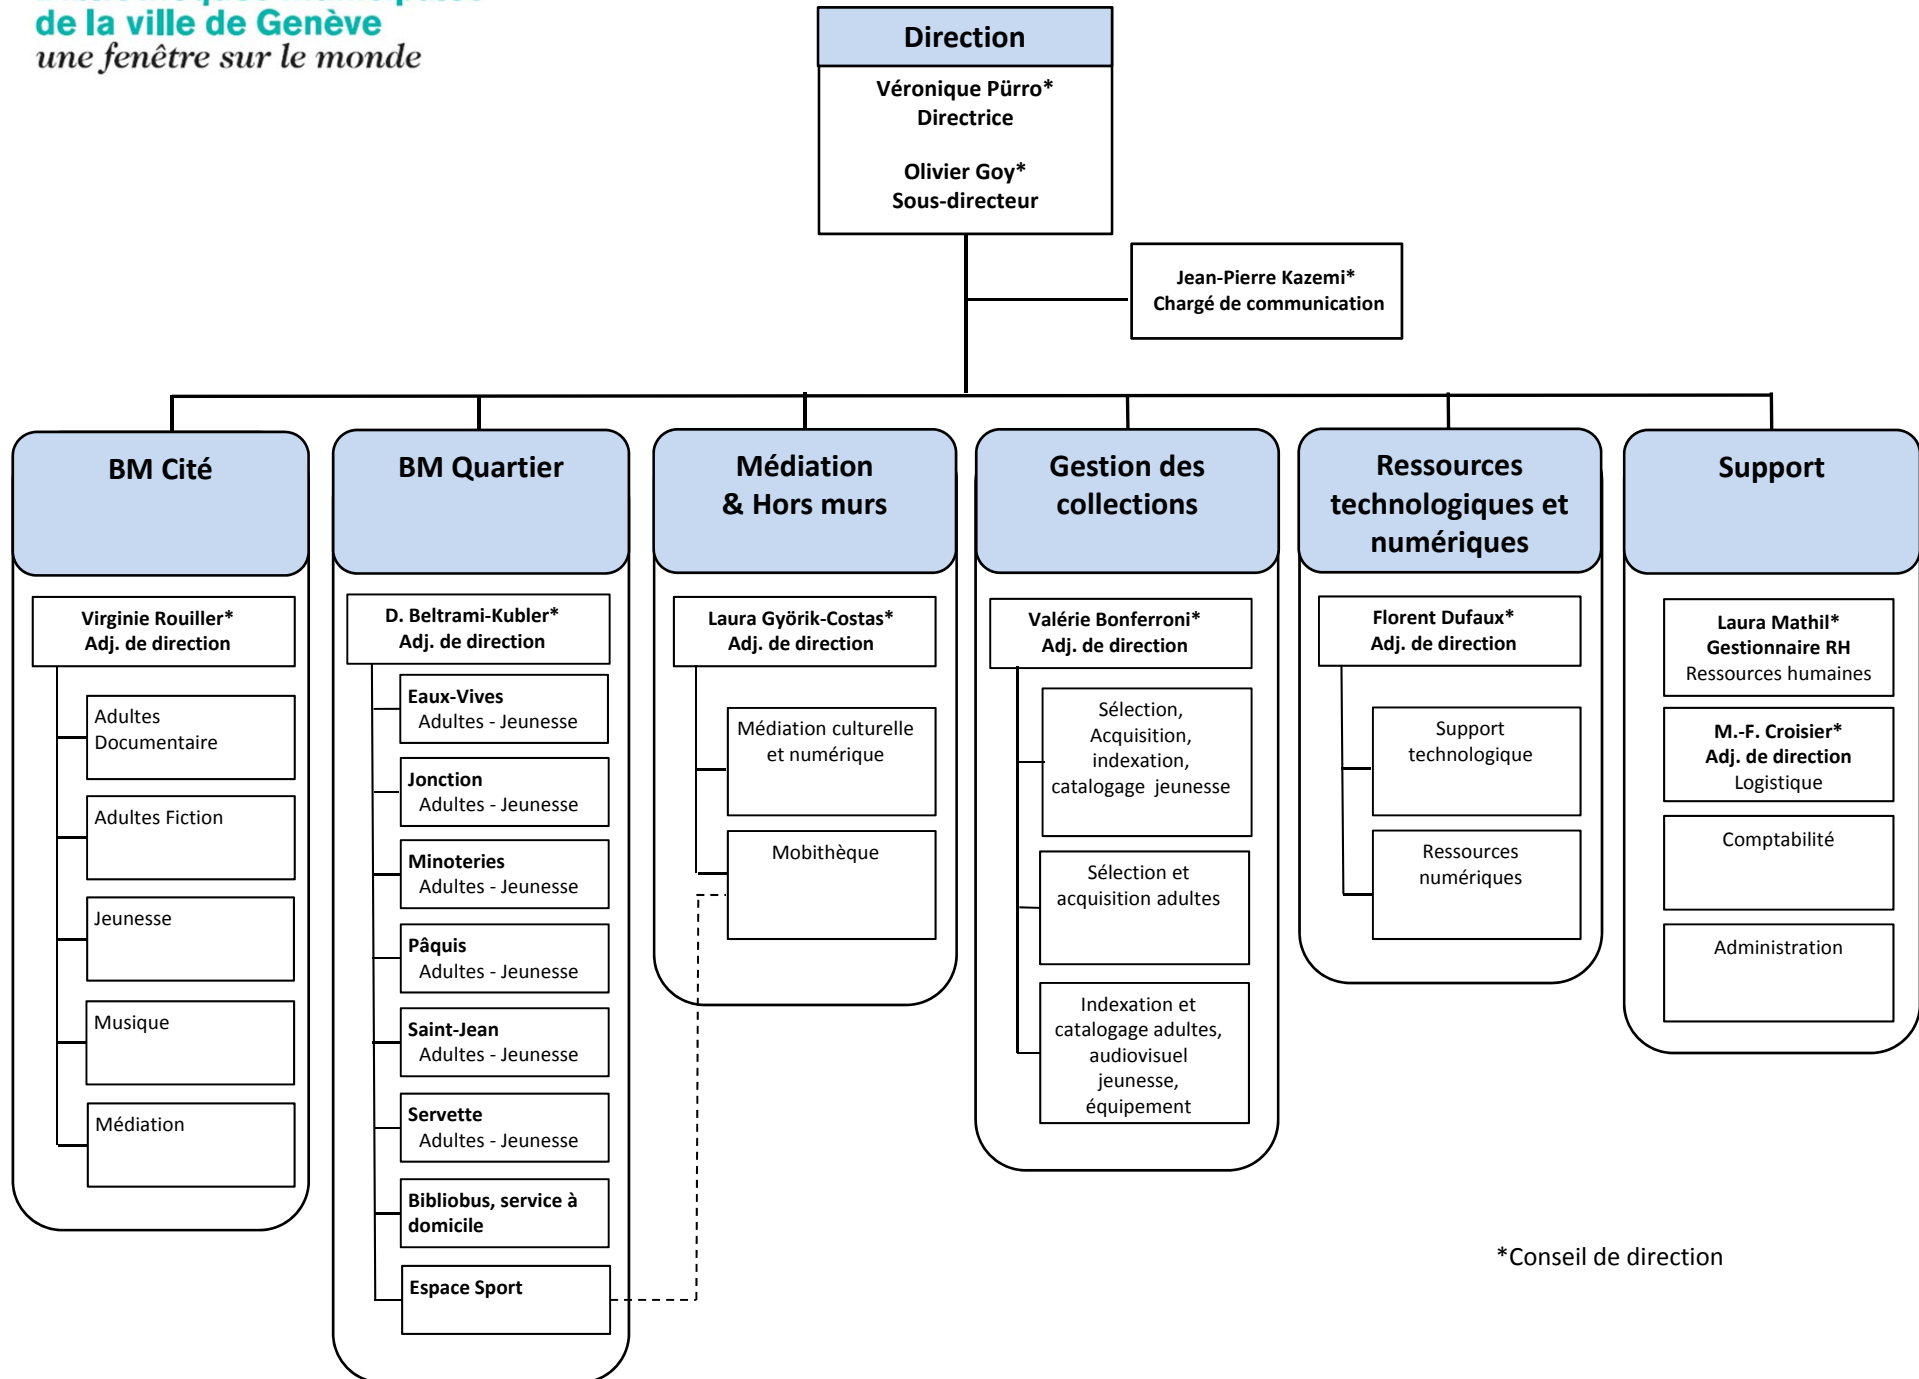 de la ville de Genève
une fenêtre sur le monde
Direction
Véronique Pürro*
Directrice
Olivier Goy*
Sous-directeur
Jean-Pierre Kazemi*
Chargé de communication
BM Cité
Virginie Rouiller*
Adj. de direction
Adultes
Documentaire
Adultes Fiction
Jeunesse
Musique
Médiation
BM Quartier
D. Beltrami-Kubler*
Adj. de direction
Eaux-Vives
Adultes - Jeunesse
Jonction
Adultes - Jeunesse
Minoteries
Adultes - Jeunesse
Pâquis
Adultes - Jeunesse
Saint-Jean
Adultes - Jeunesse
Servette
Adultes - Jeunesse
Bibliobus, service à
domicile
Espace Sport
Médiation
& Hors murs
Laura Györik-Costas*
Adj. de direction
Médiation culturelle
et numérique
Mobithèque
Gestion des
collections
Valérie Bonferroni*
Adj. de direction
Sélection,
Acquisition,
indexation,
catalogage jeunesse
Sélection et
acquisition adultes
Indexation et
catalogage adultes,
audiovisuel
jeunesse,
équipement
Ressources
technologiques et
numériques
Florent Dufaux*
Adj. de direction
Support
technologique
Ressources
numériques
Support
Laura Mathil*
Gestionnaire RH
Ressources humaines
M.-F. Croisier*
Adj. de direction
Logistique
Comptabilité
Administration
*Conseil de direction